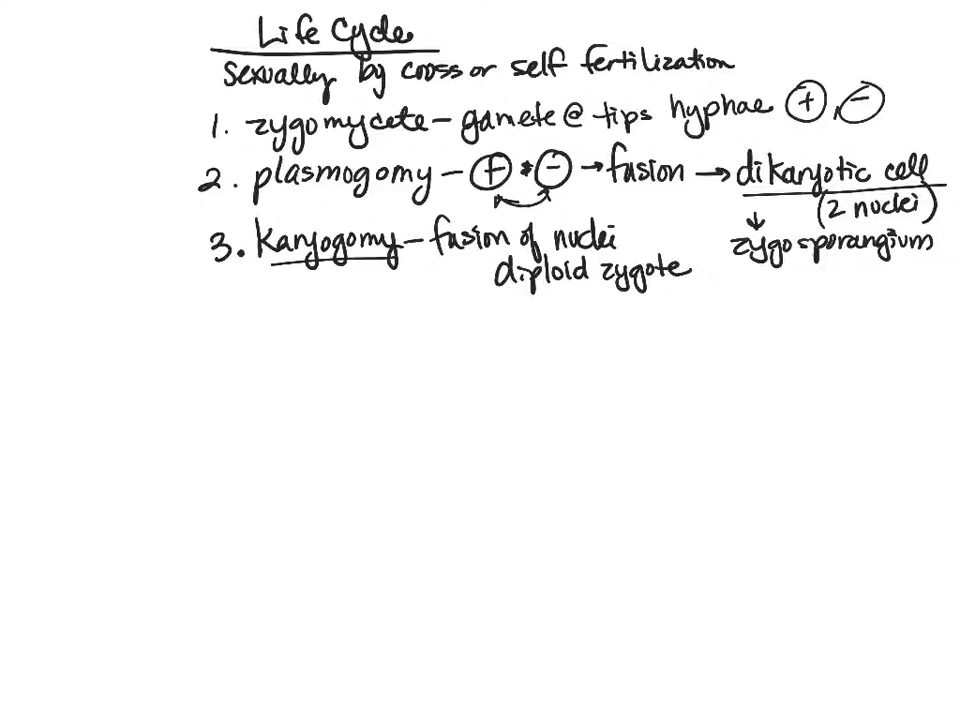 Life Cycle
Sexually by cross or self fertilization
1. zygomycete – gamete @ tips hyphae + , –
2. plasmogomy – + • – → fusion → dikaryotic cell
(2 nuclei)
↓
zygosporangium
3. Karyogomy – fusion of nuclei
diploid zygote